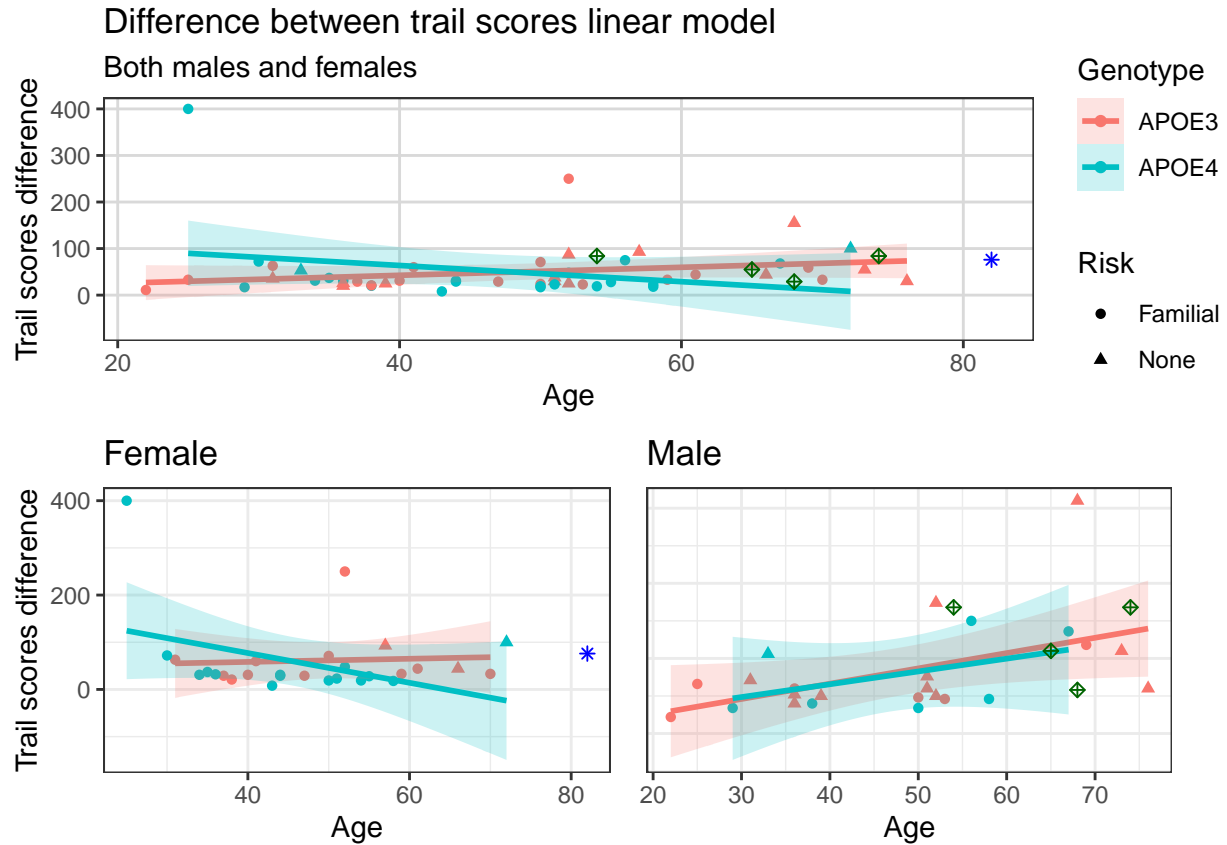 Difference between trail scores linear model
Both males and females
Trail scores difference
400
300
200
100
0
20 40 60 80
Age
Genotype
APOE3
APOE4
Risk
Familial
None
Female
Trail scores difference
400
200
0
40 60 80
Age
Male
20 30 40 50 60 70
Age